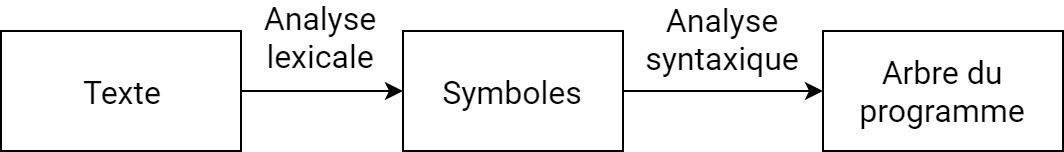 Texte
Analyse
lexicale
Symboles
Analyse
syntaxique
Arbre du
programme